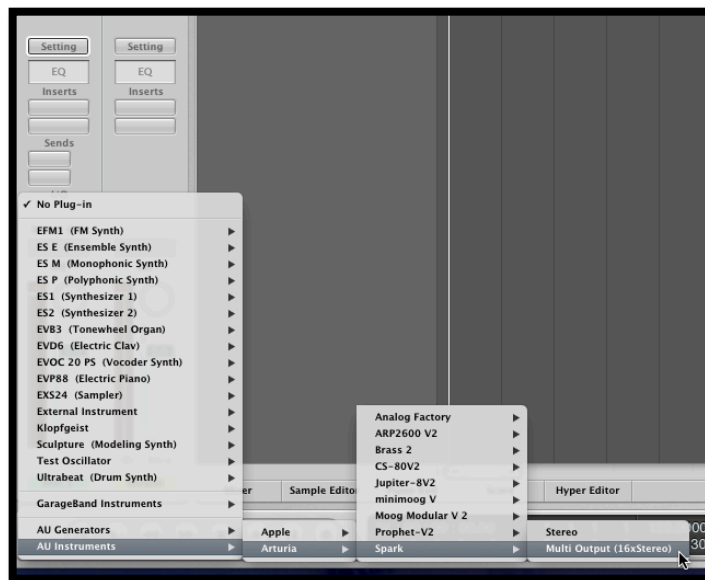 Setting
Setting
EQ
EQ
Inserts
Inserts
Sends
✓ No Plug-in
EFM1 (FM Synth)
ES E (Ensemble Synth)
ES M (Monophonic Synth)
ES P (Polyphonic Synth)
ES1 (Synthesizer 1)
ES2 (Synthesizer 2)
EVB3 (Tonewheel Organ)
EVD6 (Electric Clav)
EVOC 20 PS (Vocoder Synth)
EVP88 (Electric Piano)
EXS24 (Sampler)
External Instrument
Klopfgeist
Sculpture (Modeling Synth)
Test Oscillator
Ultrabeat (Drum Synth)
GarageBand Instruments
AU Generators
AU Instruments
Apple
Arturia
Analog Factory
ARP2600 V2
Brass 2
CS-80V2
Jupiter-8V2
minimoog V
Moog Modular V 2
Prophet-V2
Spark
Stereo
Multi Output (16xStereo)
er
Sample Edito
Hyper Editor